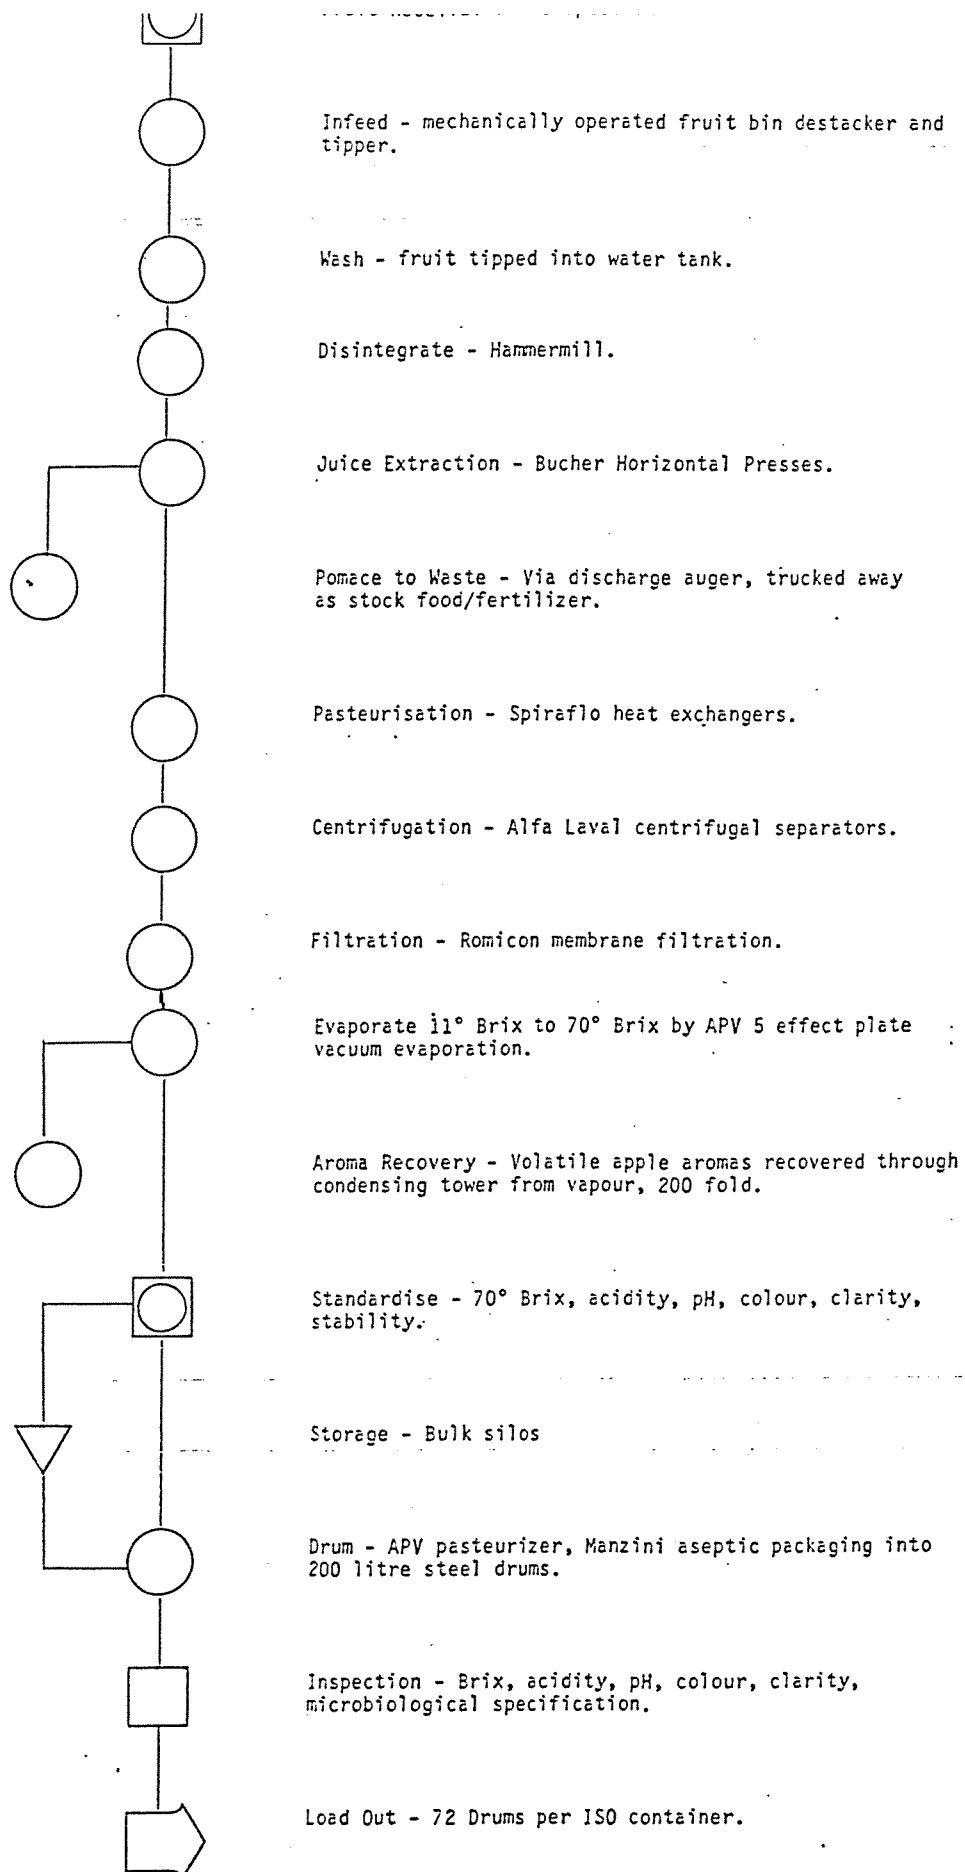 Infeed - mechanically operated fruit bin destacker and
tipper.
Wash - fruit tipped into water tank.
Disintegrate - Hammermill.
Juice Extraction - Bucher Horizontal Presses.
Pomace to Waste - Via discharge auger, trucked away
as stock food/fertilizer.
Pasteurisation - Spiraflo heat exchangers.
Centrifugation - Alfa Laval centrifugal separators.
Filtration - Romicon membrane filtration.
Evaporate 11° Brix to 70° Brix by APV 5 effect plate
vacuum evaporation.
Aroma Recovery - Volatile apple aromas recovered through
condensing tower from vapour, 200 fold.
Standardise - 70° Brix, acidity, pH, colour, clarity,
stability.
Storage - Bulk silos
Drum - APV pasteurizer, Manzini aseptic packaging into
200 litre steel drums.
Inspection - Brix, acidity, pH, colour, clarity,
microbiological specification.
Load Out - 72 Drums per ISO container.